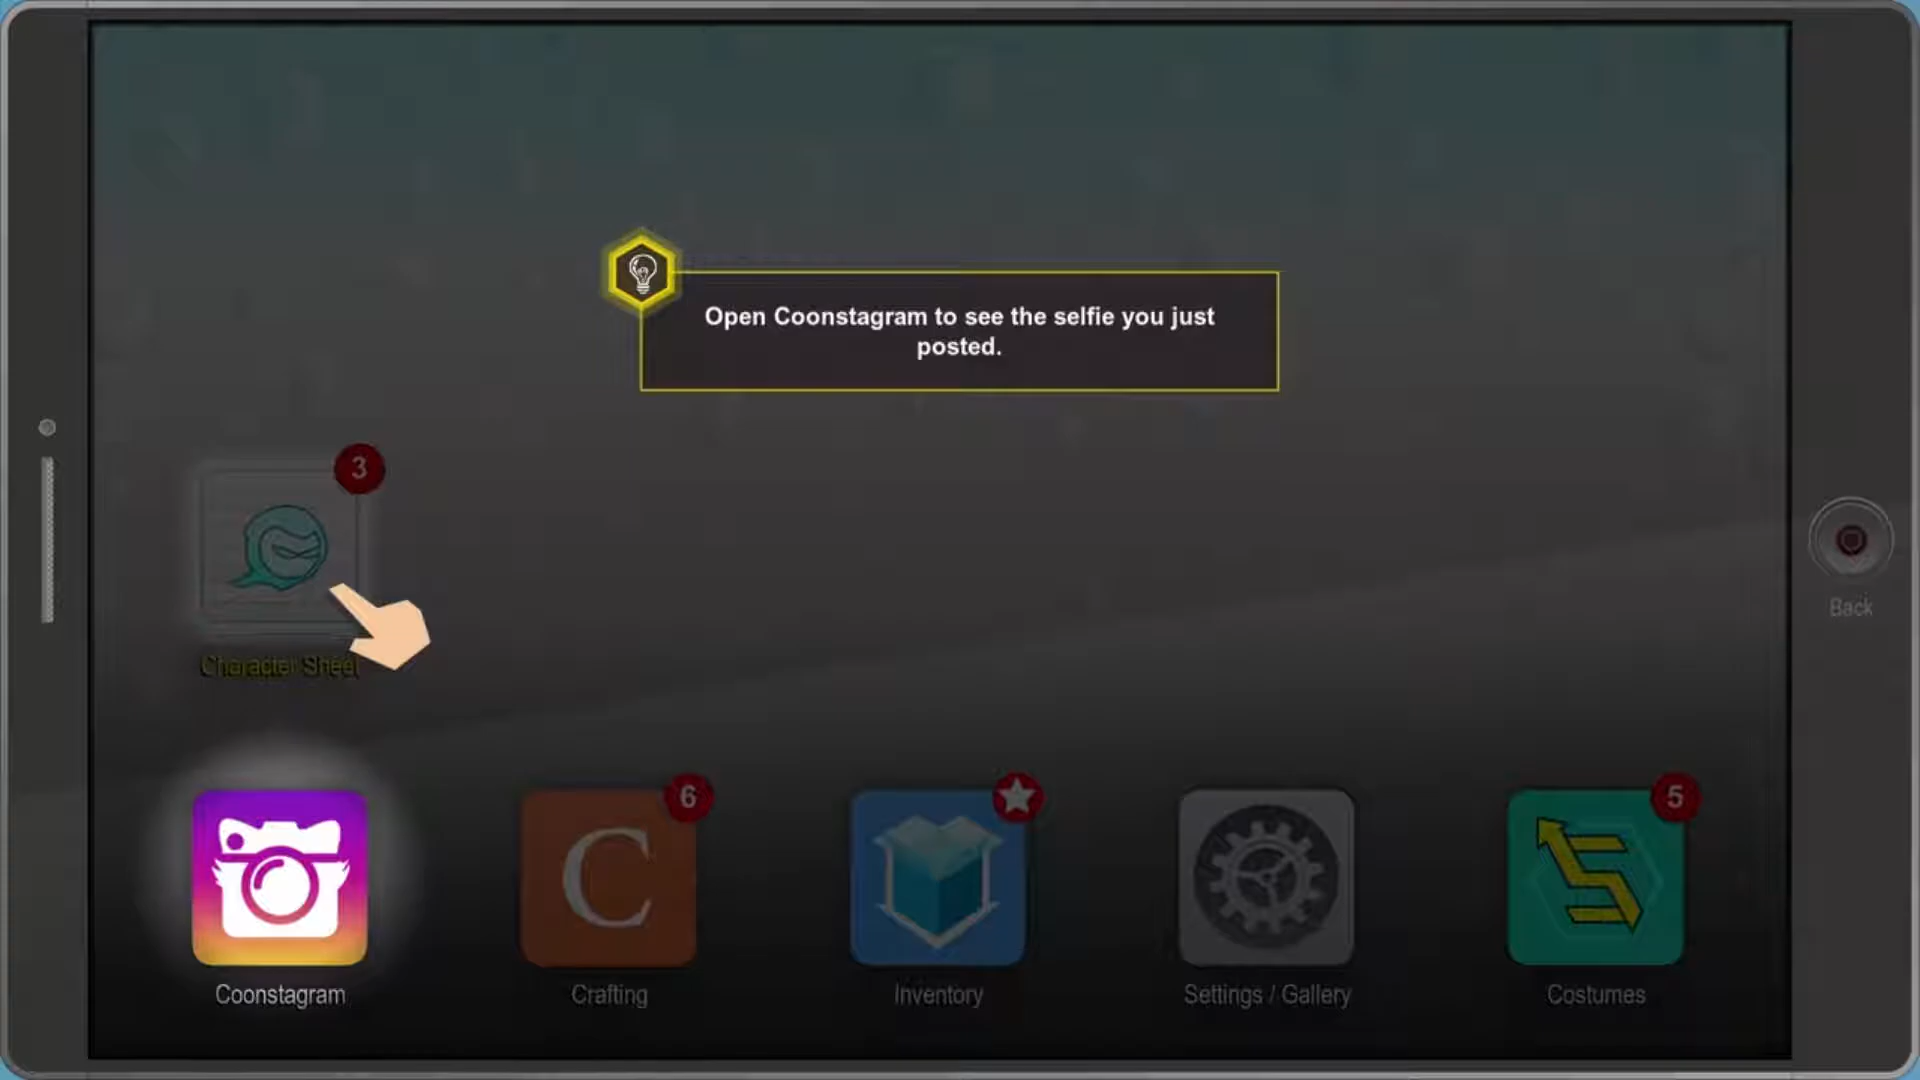 Open Coonstagram to see the selfie you just
posted.
3
Character Sheet
Back
6
5
C
Coonstagram
Crafting
Inventory
Settings / Gallery
Costumes